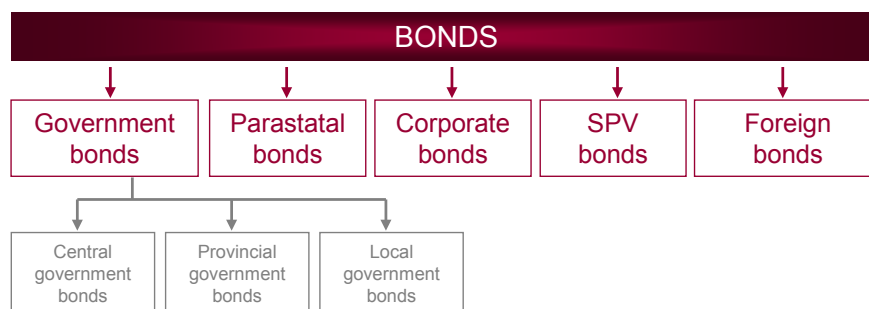 BONDS
Government
bonds
Parastatal
bonds
Corporate
bonds
SPV
bonds
Foreign
bonds
Central
government
bonds
Provincial
government
bonds
Local
government
bonds